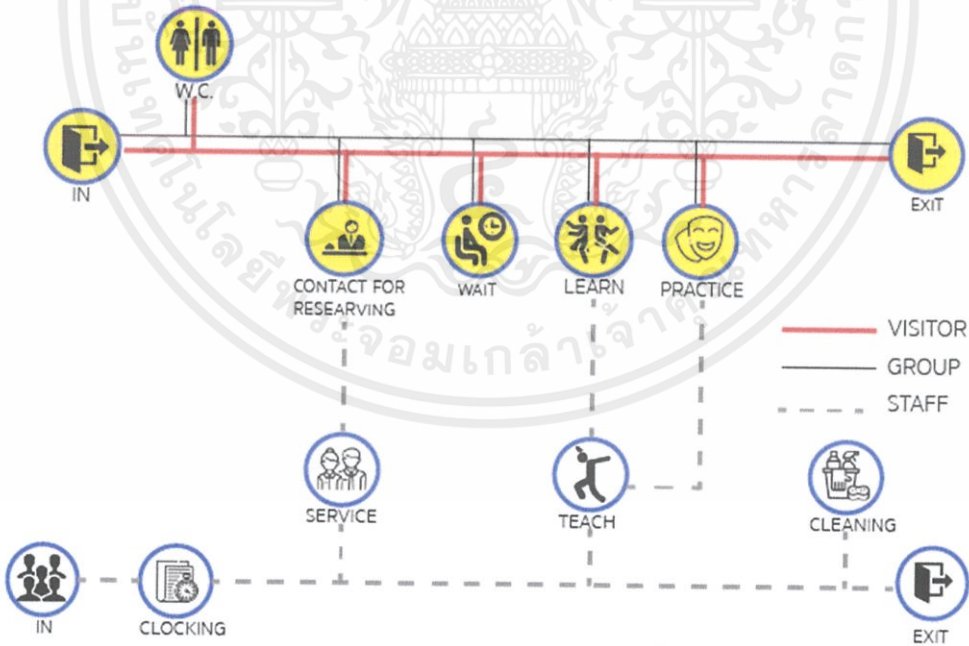 W.C.
IN
EXIT
CONTACT FOR
RESEARVING
WAIT
LEARN
PRACTICE
VISITOR
GROUP
STAFF
SERVICE
TEACH
CLEANING
IN
CLOCKING
EXIT